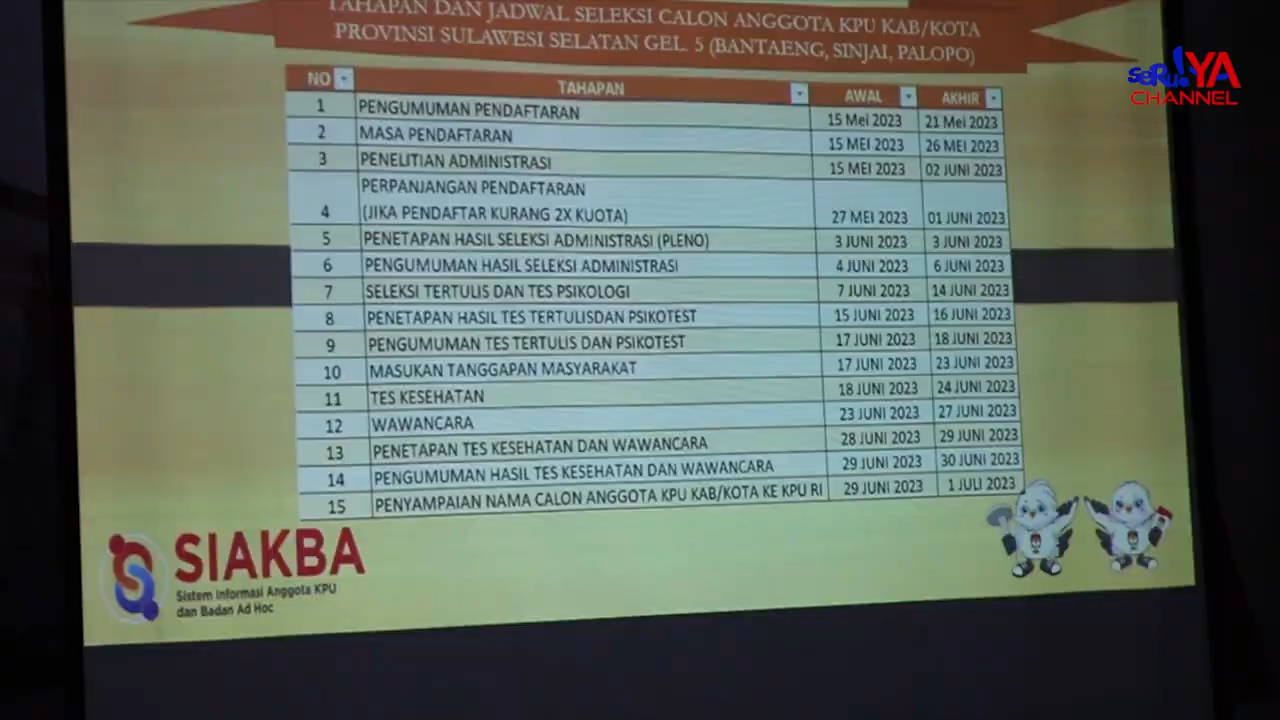 TAHAPAN DAN JADWAL SELEKSI CALON ANGGOTA KPU KAB/KOTA
PROVINSI SULAWESI SELATAN GEL. 5 (BANTAENG, SINJAI, PALOPO)
seRu!YA
CHANNEL
NO TAHAPAN AWAL AKHIR
1 PENGUMUMAN PENDAFTARAN 15 Mei 2023 21 Mei 2023
2 MASA PENDAFTARAN 15 MEI 2023 26 MEI 2023
3 PENELITIAN ADMINISTRASI 15 MEI 2023 02 JUNI 2023
PERPANJANGAN PENDAFTARAN
4 (JIKA PENDAFTAR KURANG 2X KUOTA) 27 MEI 2023 01 JUNI 2023
5 PENETAPAN HASIL SELEKSI ADMINISTRASI (PLENO) 3 JUNI 2023 3 JUNI 2023
6 PENGUMUMAN HASIL SELEKSI ADMINISTRASI 4 JUNI 2023 6 JUNI 2023
7 SELEKSI TERTULIS DAN TES PSIKOLOGI 7 JUNI 2023 14 JUNI 2023
8 PENETAPAN HASIL TES TERTULISDAN PSIKOTEST 15 JUNI 2023 16 JUNI 2023
9 PENGUMUMAN TES TERTULIS DAN PSIKOTEST 17 JUNI 2023 18 JUNI 2023
10 MASUKAN TANGGAPAN MASYARAKAT 17 JUNI 2023 23 JUNI 2023
11 TES KESEHATAN 18 JUNI 2023 24 JUNI 2023
12 WAWANCARA 23 JUNI 2023 27 JUNI 2023
13 PENETAPAN TES KESEHATAN DAN WAWANCARA 28 JUNI 2023 29 JUNI 2023
14 PENGUMUMAN HASIL TES KESEHATAN DAN WAWANCARA 29 JUNI 2023 30 JUNI 2023
15 PENYAMPAIAN NAMA CALON ANGGOTA KPU KAB/KOTA KE KPU RI 29 JUNI 2023 1 JULI 2023
SIAKBA
Sistem Informasi Anggota KPU
dan Badan Ad Hoc